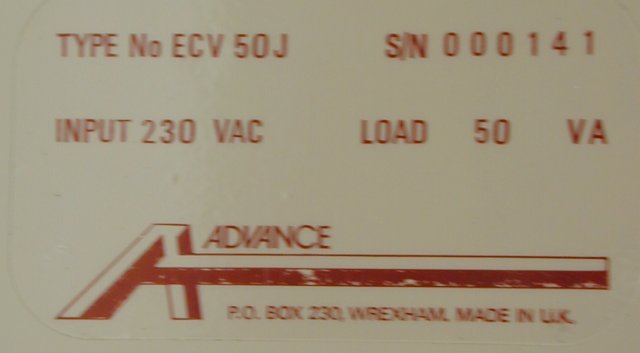 TYPE No ECV 50J S/N 000141
INPUT 230 VAC LOAD 50 VA
ADVANCE
P.O. BOX 230, WREXHAM. MADE IN U.K.